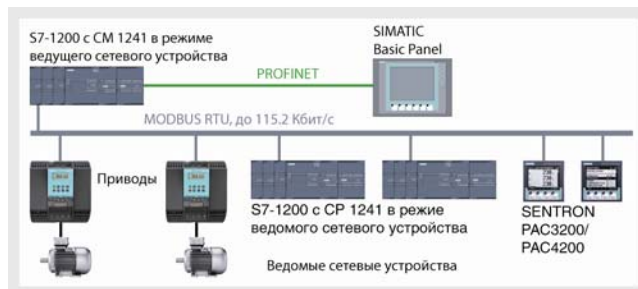 S7-1200 с CM 1241 в режиме
ведущего сетевого устройства
SIMATIC
Basic Panel
PROFINET
MODBUS RTU, до 115.2 Кбит/с
Приводы
S7-1200 с CP 1241 в режие
ведомого сетевого устройства
SENTRON
PAC3200/
PAC4200
Ведомые сетевые устройства